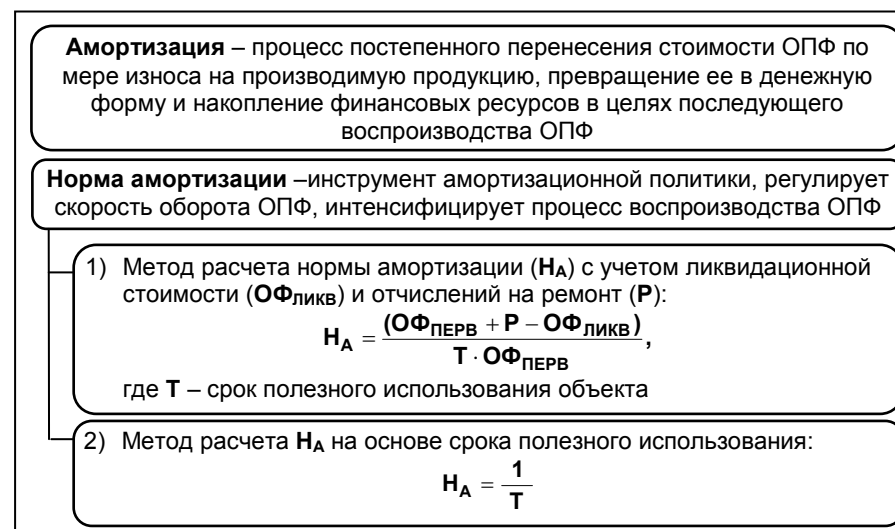 Амортизация – процесс постепенного перенесения стоимости ОПФ по
мере износа на производимую продукцию, превращение ее в денежную
форму и накопление финансовых ресурсов в целях последующего
воспроизводства ОПФ
Норма амортизации –инструмент амортизационной политики, регулирует
скорость оборота ОПФ, интенсифицирует процесс воспроизводства ОПФ
1) Метод расчета нормы амортизации (НА) с учетом ликвидационной
стоимости (ОФЛИКВ) и отчислений на ремонт (Р):
НА = (ОФПЕРВ + Р − ОФЛИКВ) / Т · ОФПЕРВ,
где Т – срок полезного использования объекта
2) Метод расчета НА на основе срока полезного использования:
НА = 1 / Т